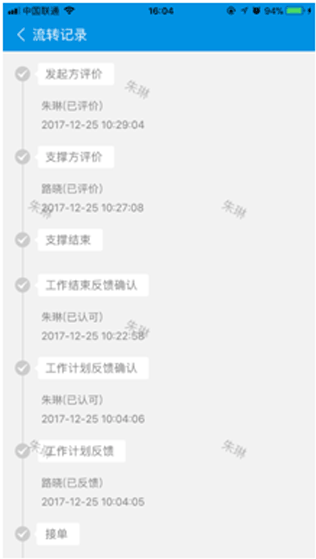 中国联通 16:04 94%
流转记录
发起方评价
朱琳
朱琳(已评价)
2017-12-25 10:29:04
支撑方评价
路晓(已评价)
朱琳 朱琳
2017-12-25 10:27:08
支撑结束
工作结束反馈确认
朱琳(已认可)
朱琳
2017-12-25 10:22:58
工作计划反馈确认
朱琳(已认可)
2017-12-25 10:04:06
工作计划反馈
朱琳 朱琳
路晓(已反馈)
2017-12-25 10:04:05
接单